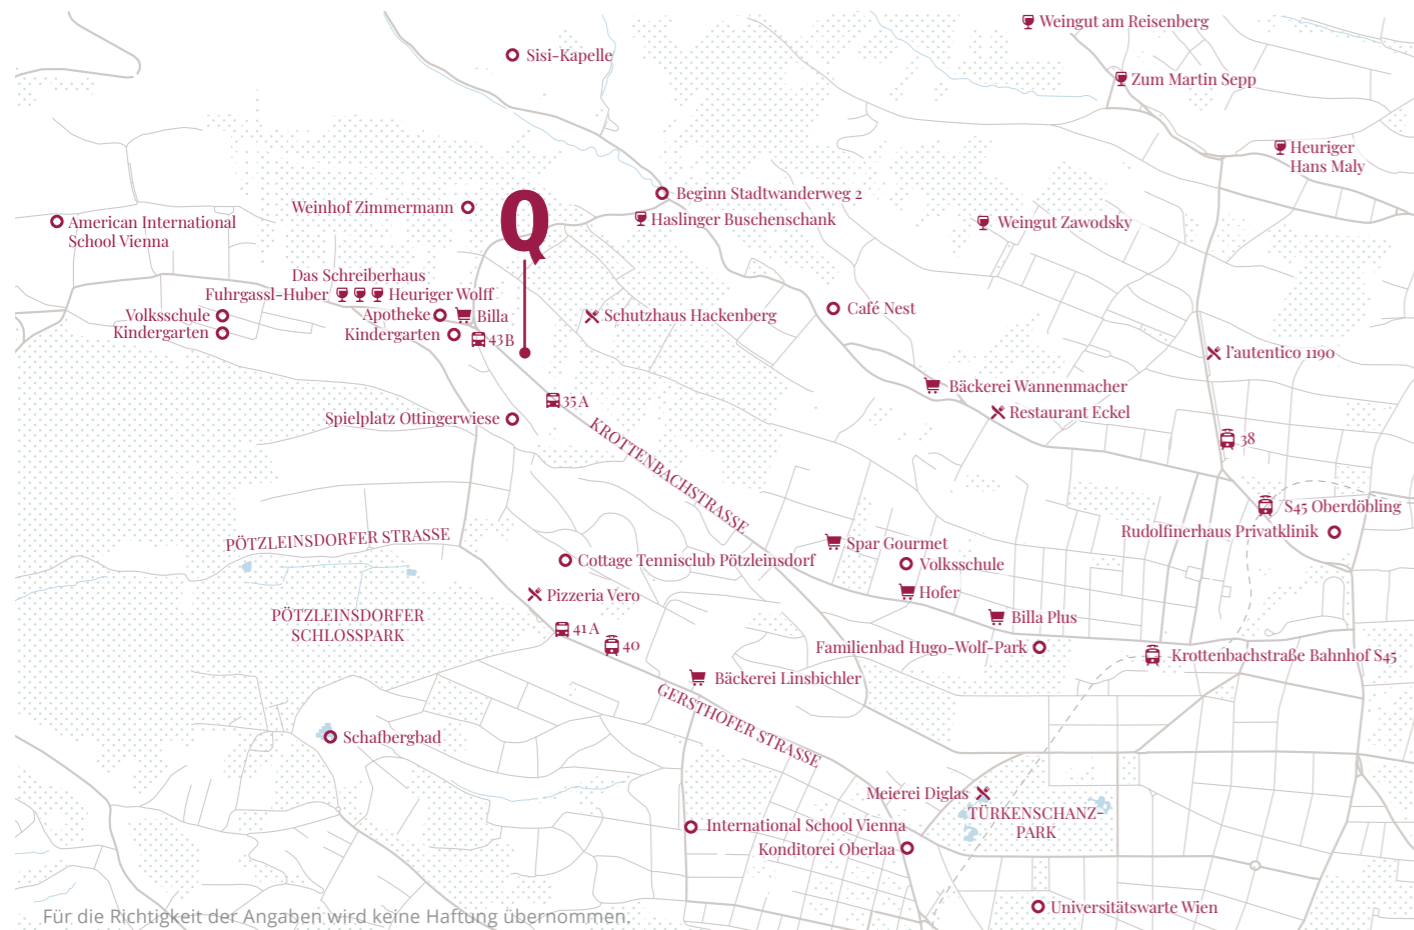 Weingut am Reisenberg
Sisi-Kapelle
Zum Martin Sepp
Heuriger
Hans Maly
Beginn Stadtwanderweg 2
Weinhof Zimmermann
Q
Haslinger Buschenschank
American International
School Vienna
Weingut Zawodsky
Das Schreiberhaus
Fuhrgassl-Huber
Heuriger Wolff
Volksschule
Apotheke
Billa
Schutzhaus Hackenberg
Café Nest
Kindergarten
Kindergarten
43B
l'autentico 1190
Bäckerei Wannenmacher
35A
Restaurant Eckel
Spielplatz Ottingerwiese
KROTTENBACHSTRASSE
38
S45 Oberdöbling
Rudolfinerhaus Privatklinik
PÖTZLEINSDORFER STRASSE
Spar Gourmet
Cottage Tennisclub Pötzleinsdorf
Volksschule
Pizzeria Vero
Hofer
PÖTZLEINSDORFER
SCHLOSSPARK
Billa Plus
41A
40
Familienbad Hugo-Wolf-Park
Krottenbachstraße Bahnhof S45
Bäckerei Linsbichler
GERSTHOFER STRASSE
Schafbergbad
Meierei Diglas
TÜRKENSCHANZ-
PARK
International School Vienna
Konditorei Oberlaa
Universitätswarte Wien
Für die Richtigkeit der Angaben wird keine Haftung übernommen.